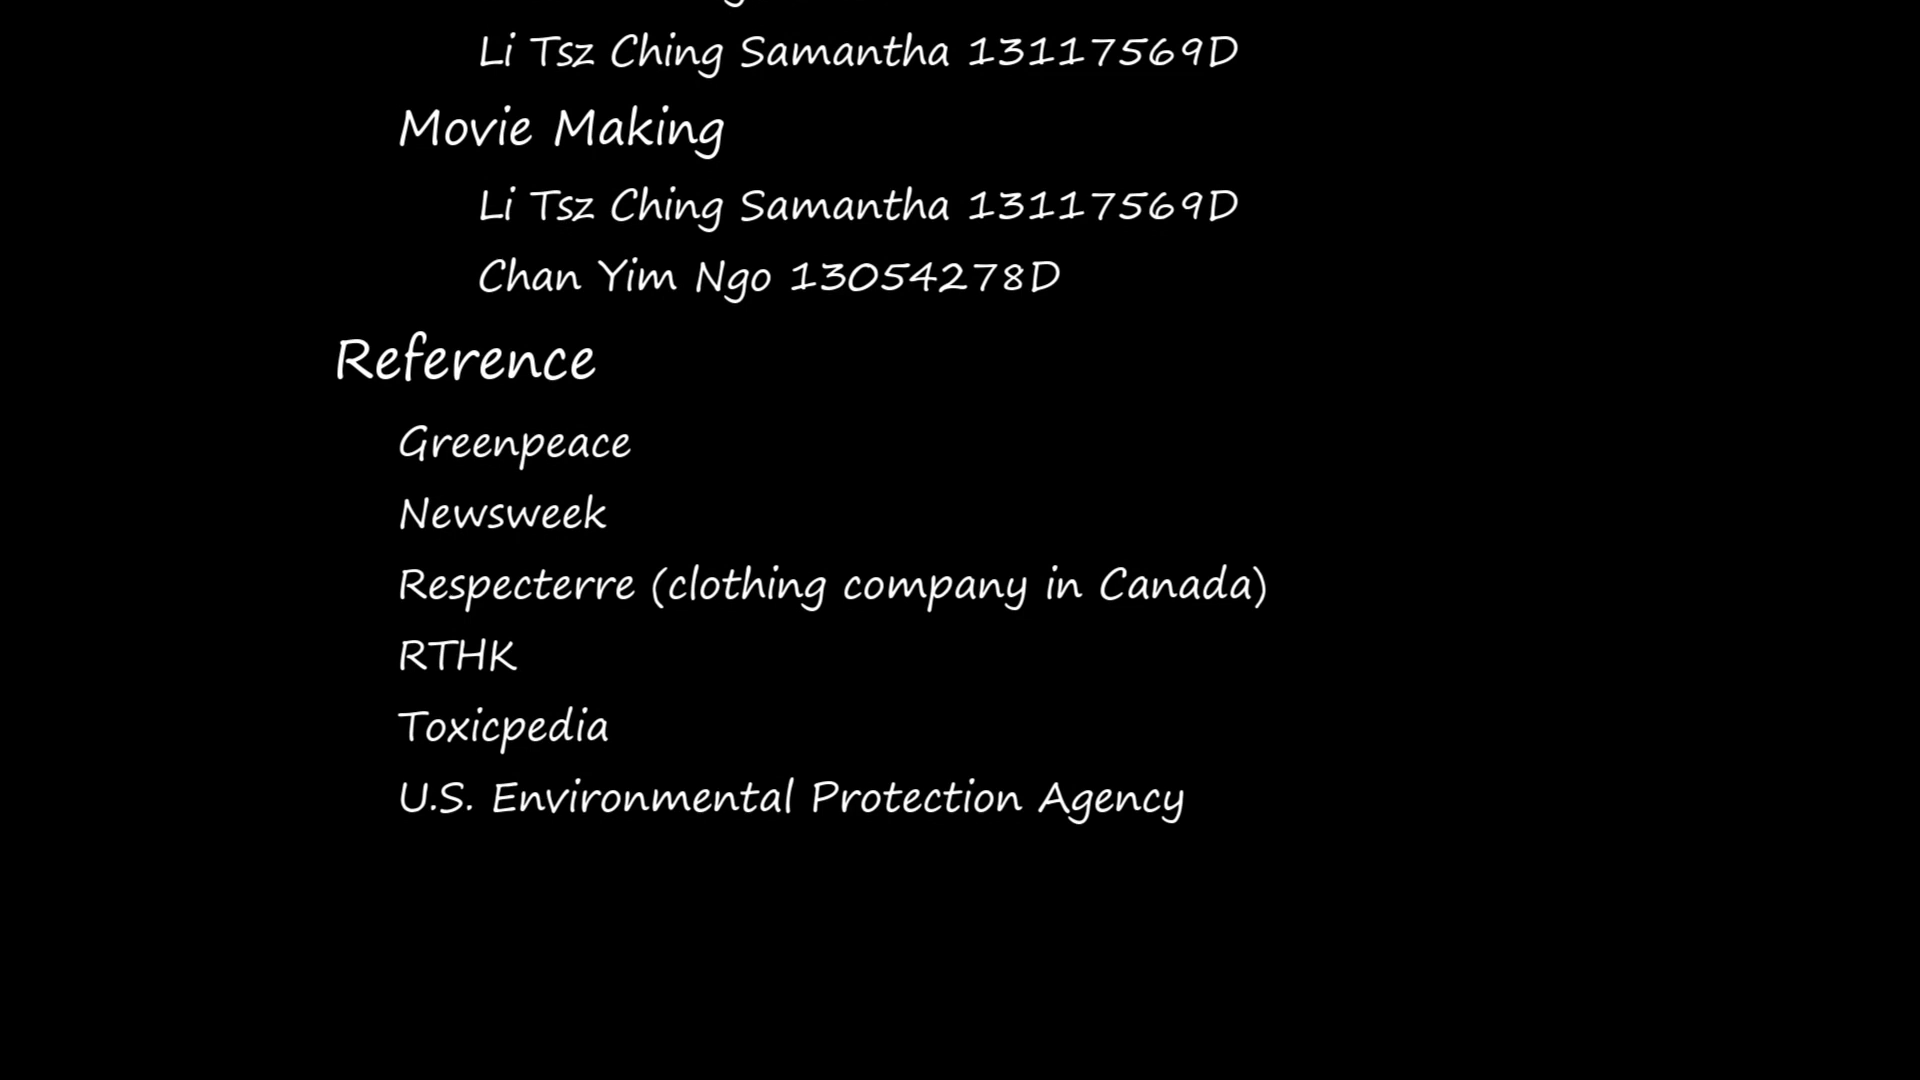 Li Tsz Ching Samantha 13117569D
Movie Making
Li Tsz Ching Samantha 13117569D
Chan Yim Ngo 13054278D
Reference
Greenpeace
Newsweek
Respecterre (clothing company in Canada)
RTHK
Toxicpedia
U.S. Environmental Protection Agency